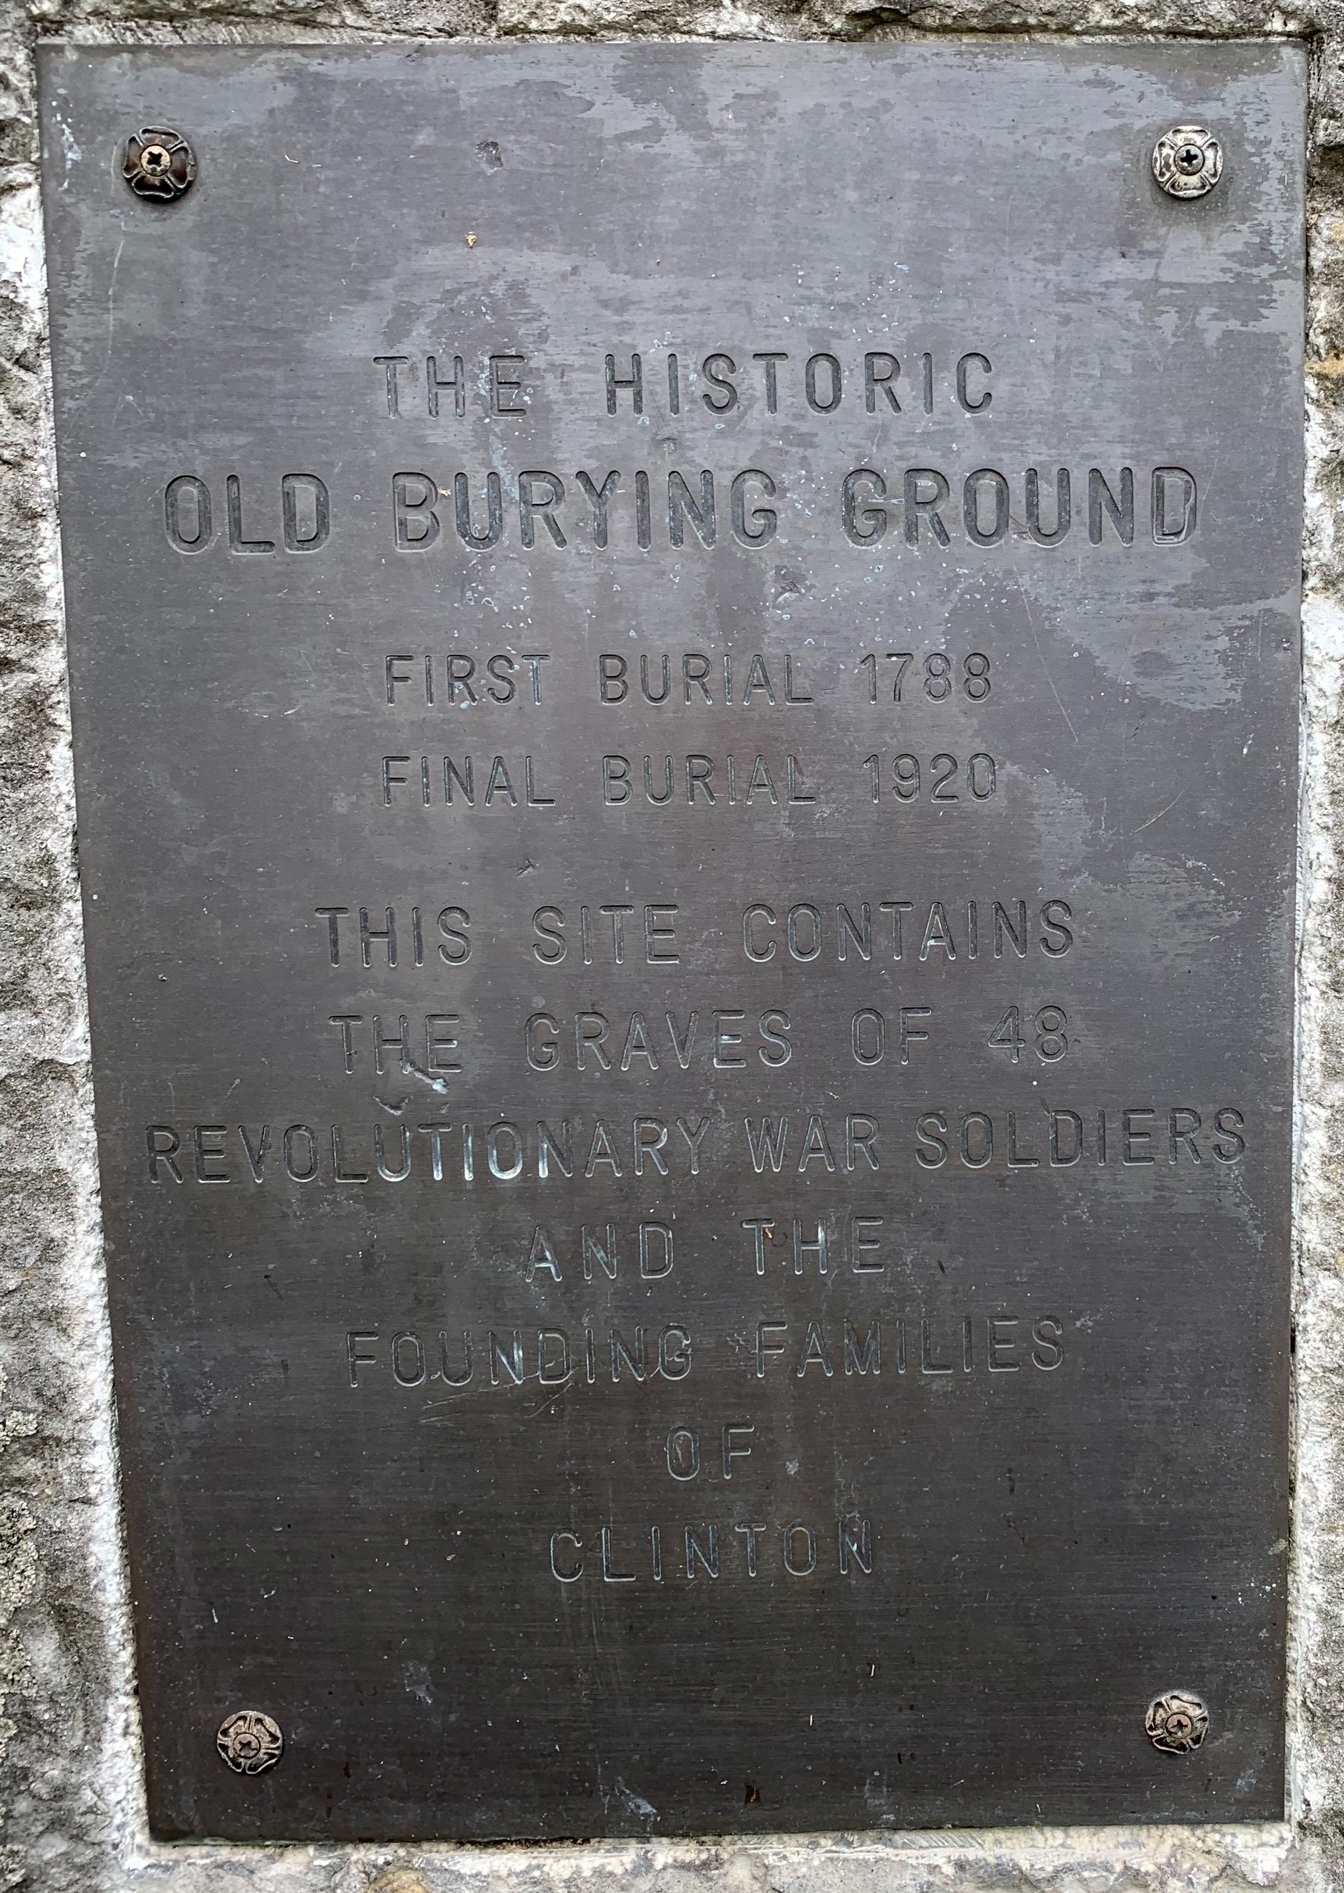 THE HISTORIC
OLD BURYING GROUND
FIRST BURIAL 1788
FINAL BURIAL 1920
THIS SITE CONTAINS
THE GRAVES OF 48
REVOLUTIONARY WAR SOLDIERS
AND THE
FOUNDING FAMILIES
OF
CLINTON